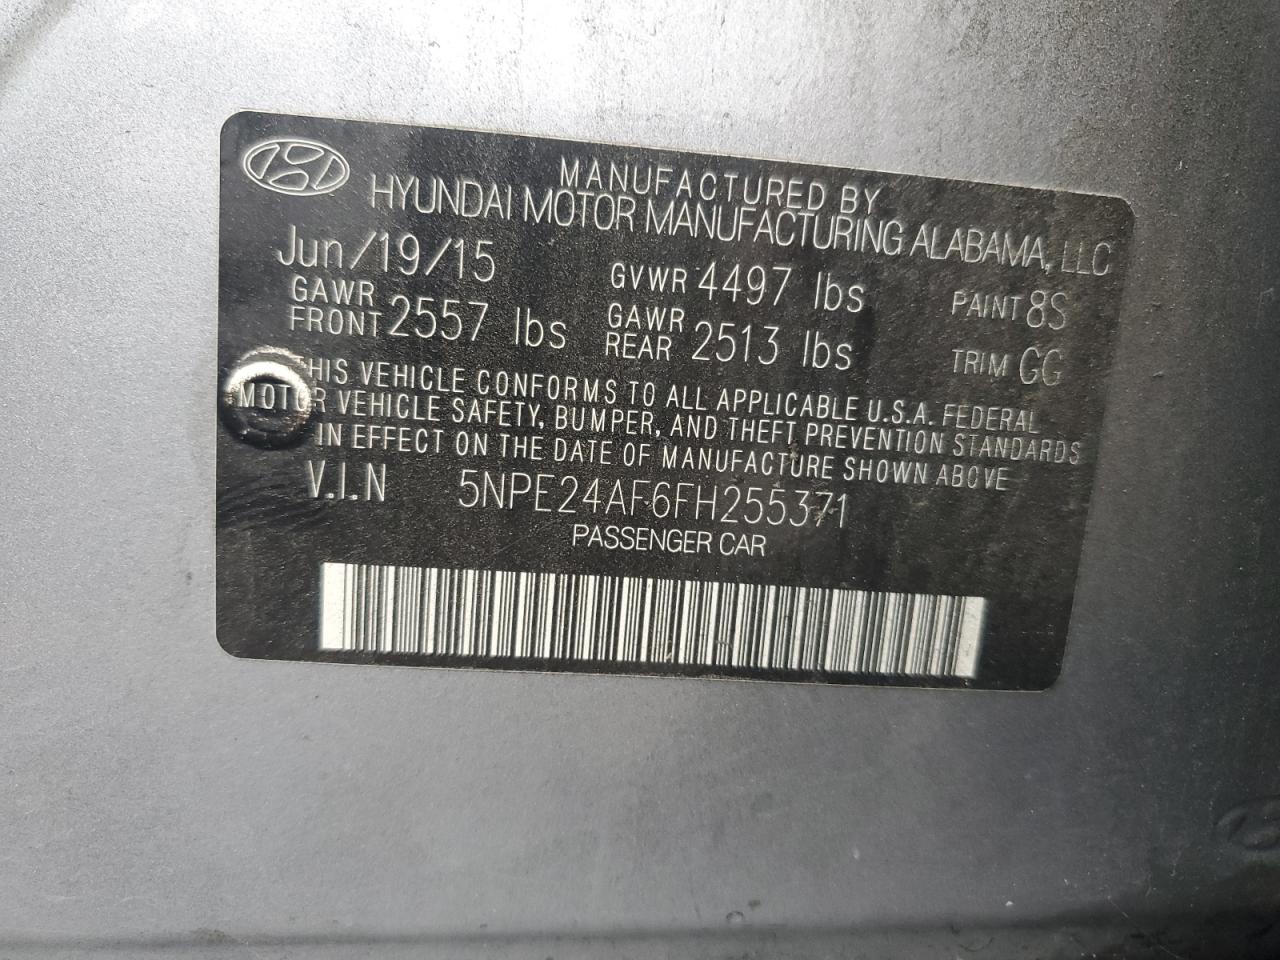 MANUFACTURED BY
HYUNDAI MOTOR MANUFACTURING ALABAMA, LLC
Jun/19/15 GVWR 4497 lbs PAINT 8S
GAWR FRONT 2557 lbs GAWR REAR 2513 lbs TRIM GG
THIS VEHICLE CONFORMS TO ALL APPLICABLE U.S.A. FEDERAL
MOTOR VEHICLE SAFETY, BUMPER, AND THEFT PREVENTION STANDARDS
IN EFFECT ON THE DATE OF MANUFACTURE SHOWN ABOVE
V.I.N 5NPE24AF6FH255371
PASSENGER CAR